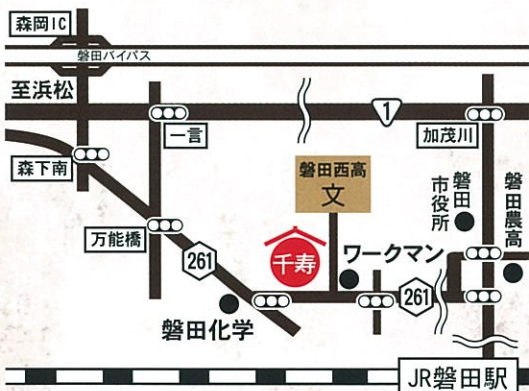 森岡IC
磐田バイパス
至浜松
一言
1
加茂川
森下南
磐田西高
文
磐田
市役所
磐田農高
万能橋
261
千寿
ワークマン
261
磐田化学
JR磐田駅